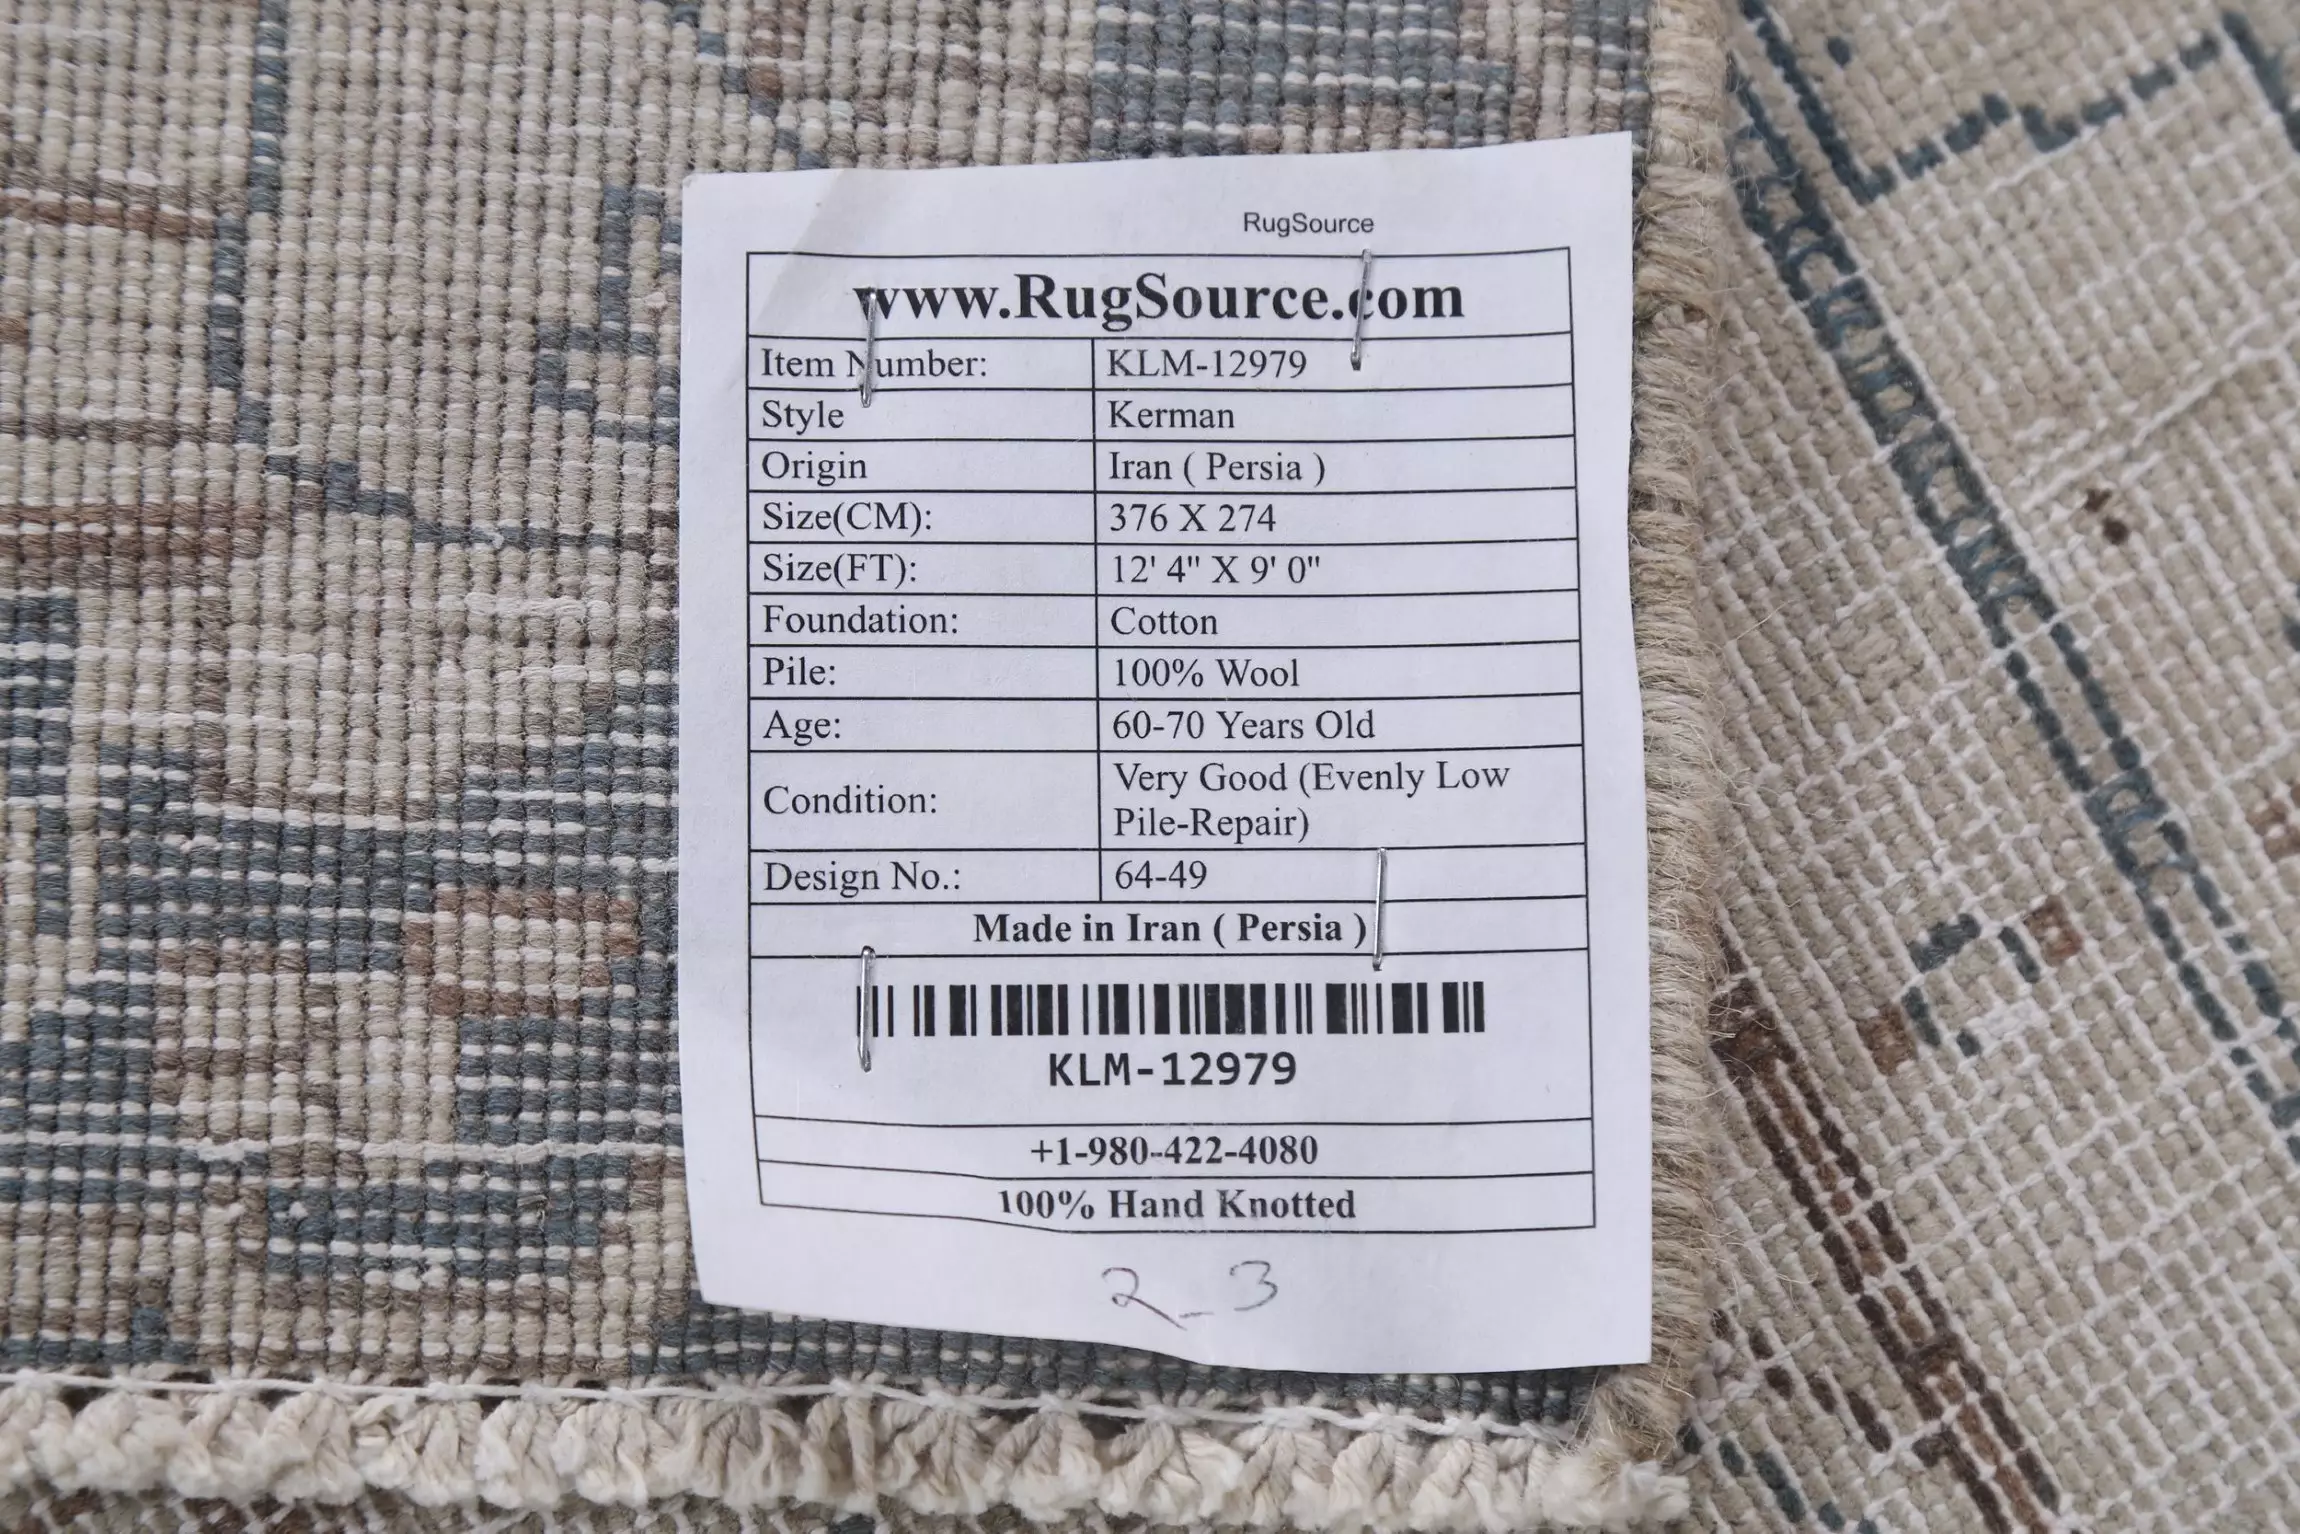 RugSource
www.RugSource.com
Item Number: KLM-12979
Style Kerman
Origin Iran ( Persia )
Size(CM): 376 X 274
Size(FT): 12' 4" X 9' 0"
Foundation: Cotton
Pile: 100% Wool
Age: 60-70 Years Old
Condition: Very Good (Evenly Low
Pile-Repair)
Design No.: 64-49
Made in Iran ( Persia )
KLM-12979
+1-980-422-4080
100% Hand Knotted
2_3